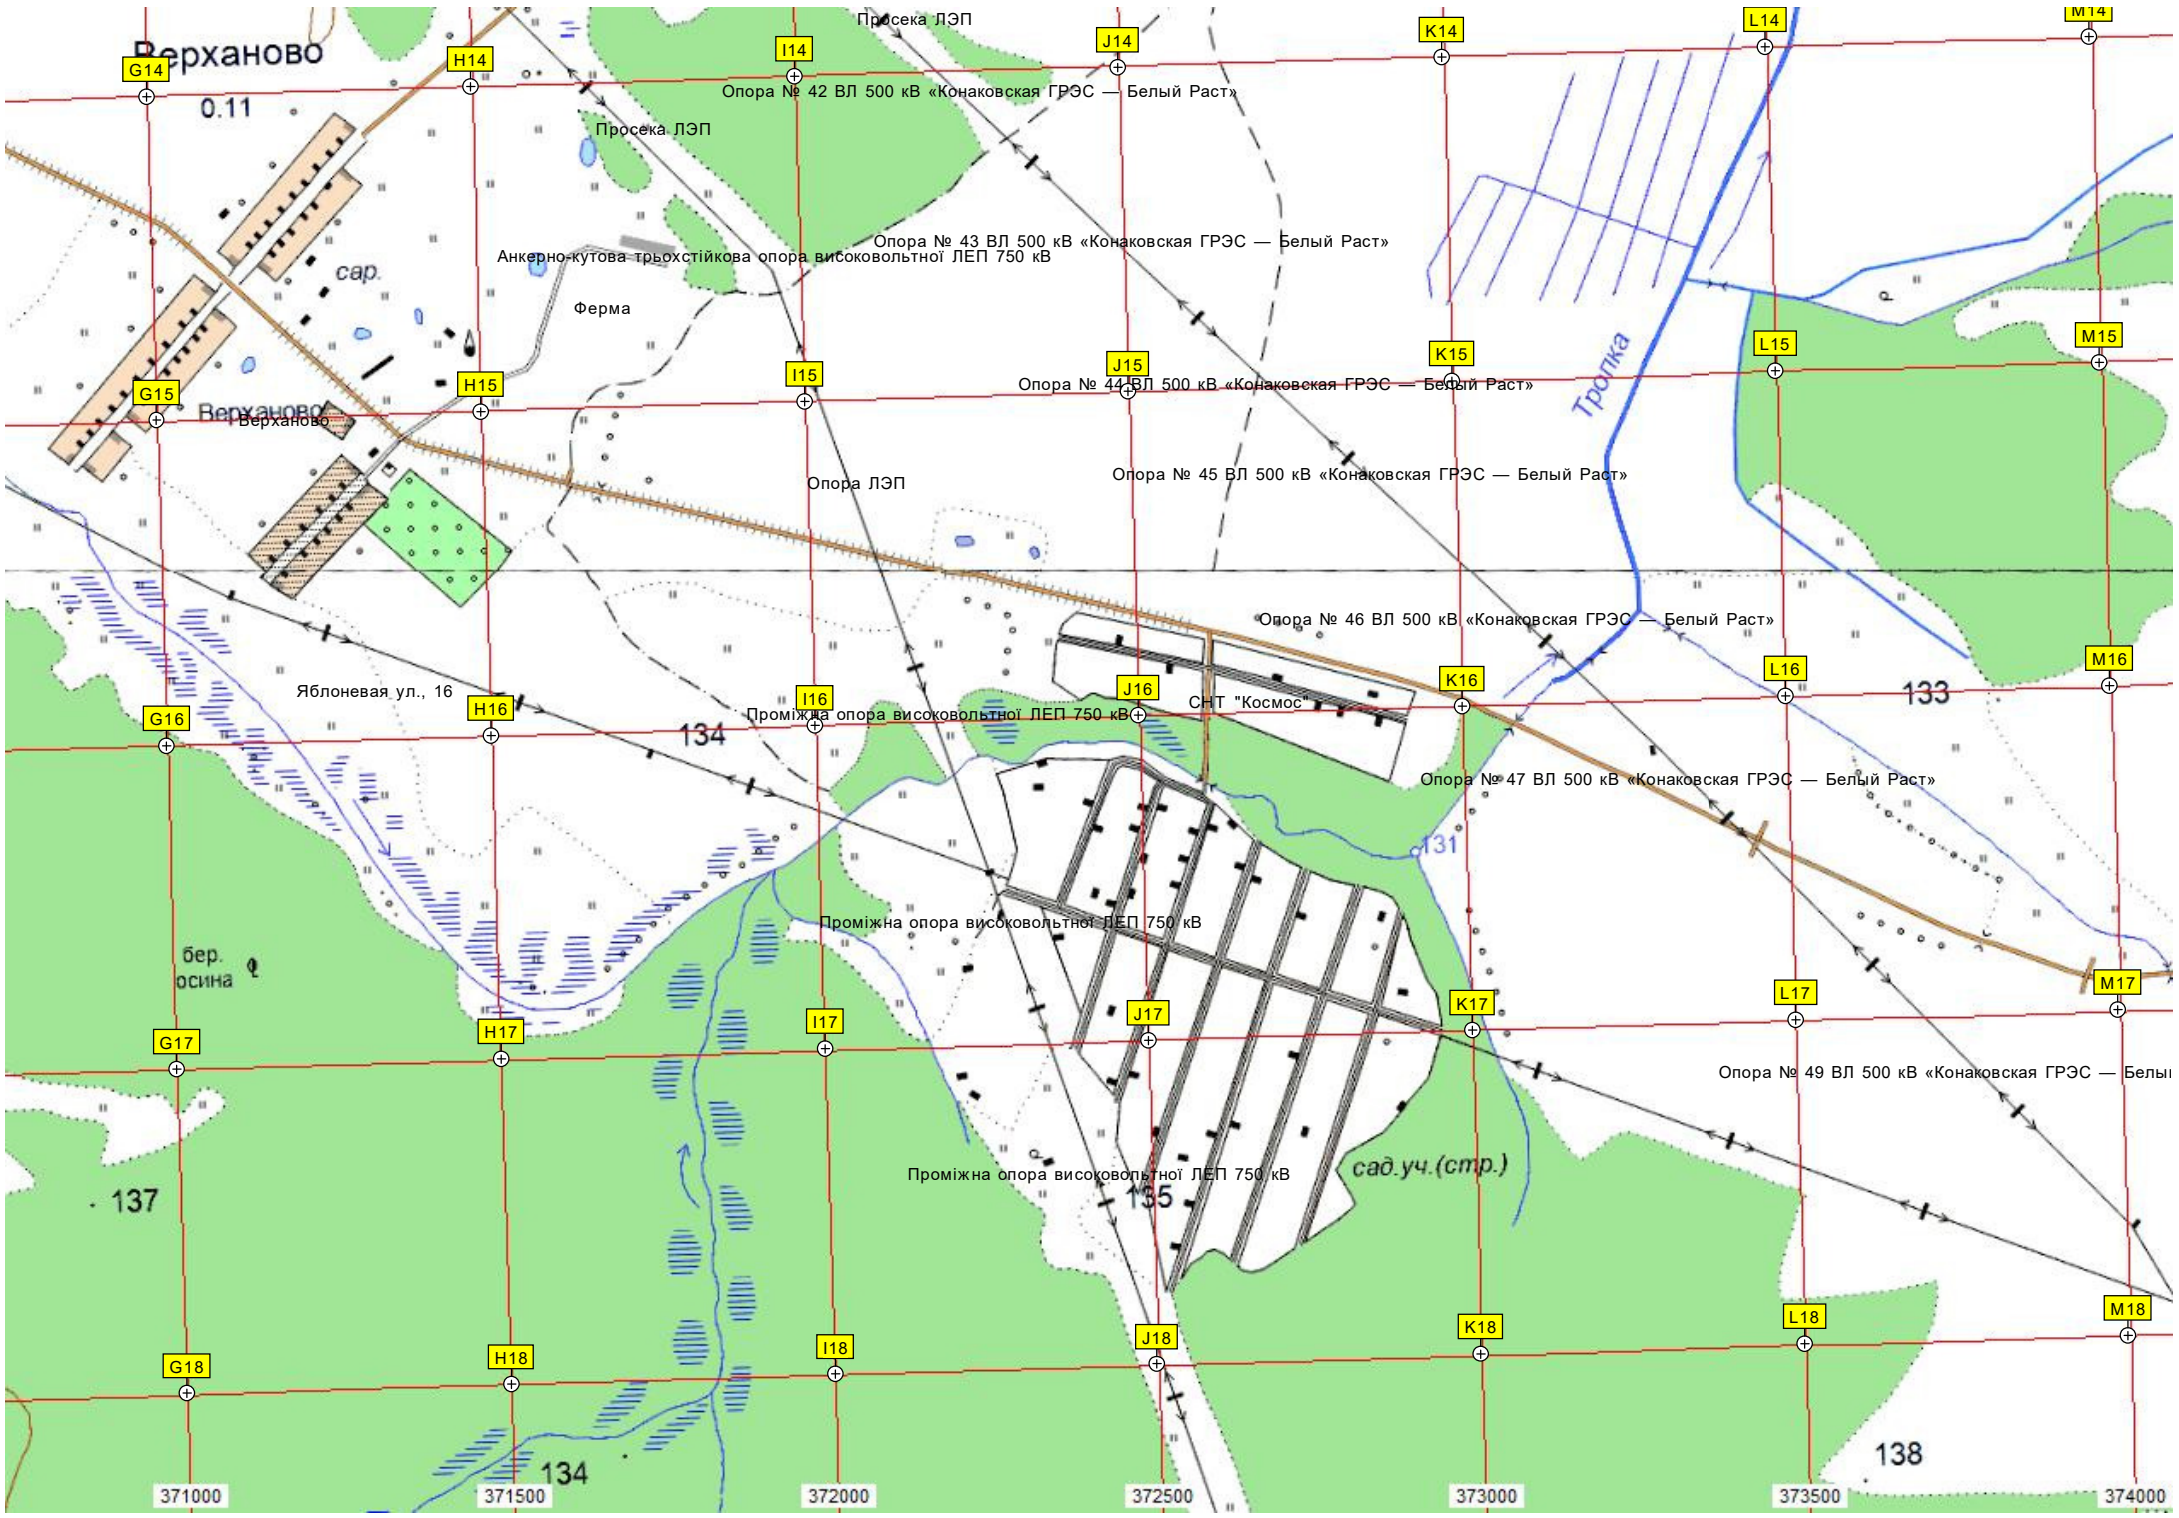 Просека ЛЭП
M14
L14
K14
J14
I14
H14
G14
Верханово
0.11
Опора № 42 ВЛ 500 кВ «Конаковская ГРЭС — Белый Раст»
Просека ЛЭП
Опора № 43 ВЛ 500 кВ «Конаковская ГРЭС — Белый Раст»
Анкерно-кутова трьохстійкова опора високовольтної ЛЕП 750 кВ
сар.
Ферма
Тропка
M15
L15
K15
J15
I15
H15
G15
Опора № 44 ВЛ 500 кВ «Конаковская ГРЭС — Белый Раст»
Верханово
Верханово
Опора № 45 ВЛ 500 кВ «Конаковская ГРЭС — Белый Раст»
Опора ЛЭП
Опора № 46 ВЛ 500 кВ «Конаковская ГРЭС — Белый Раст»
M16
L16
K16
J16
I16
H16
G16
Яблоневая ул., 16
133
СНТ "Космос"
Проміжна опора високовольтної ЛЕП 750 кВ
134
Опора № 47 ВЛ 500 кВ «Конаковская ГРЭС — Белый Раст»
131
Проміжна опора високовольтної ЛЕП 750 кВ
бер.
осина
M17
L17
K17
J17
I17
H17
G17
Опора № 49 ВЛ 500 кВ «Конаковская ГРЭС — Белы
сад.уч.(стр.)
Проміжна опора високовольтної ЛЕП 750 кВ
135
137
M18
L18
K18
J18
I18
H18
G18
138
134
371000
371500
372000
372500
373000
373500
374000